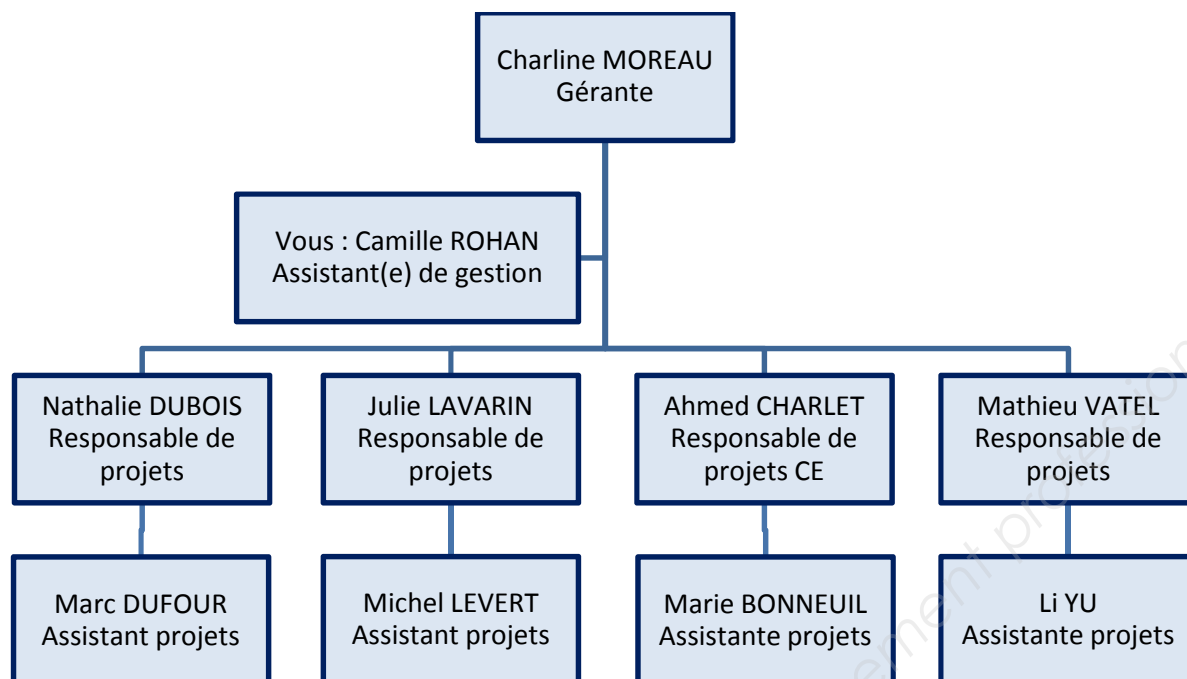 Charline MOREAU
Gérante
Vous : Camille ROHAN
Assistant(e) de gestion
Nathalie DUBOIS
Responsable de
projets
Julie LAVARIN
Responsable de
projets
Ahmed CHARLET
Responsable de
projets CE
Mathieu VATEL
Responsable de
projets
Marc DUFOUR
Assistant projets
Michel LEVERT
Assistant projets
Marie BONNEUIL
Assistante projets
Li YU
Assistante projets